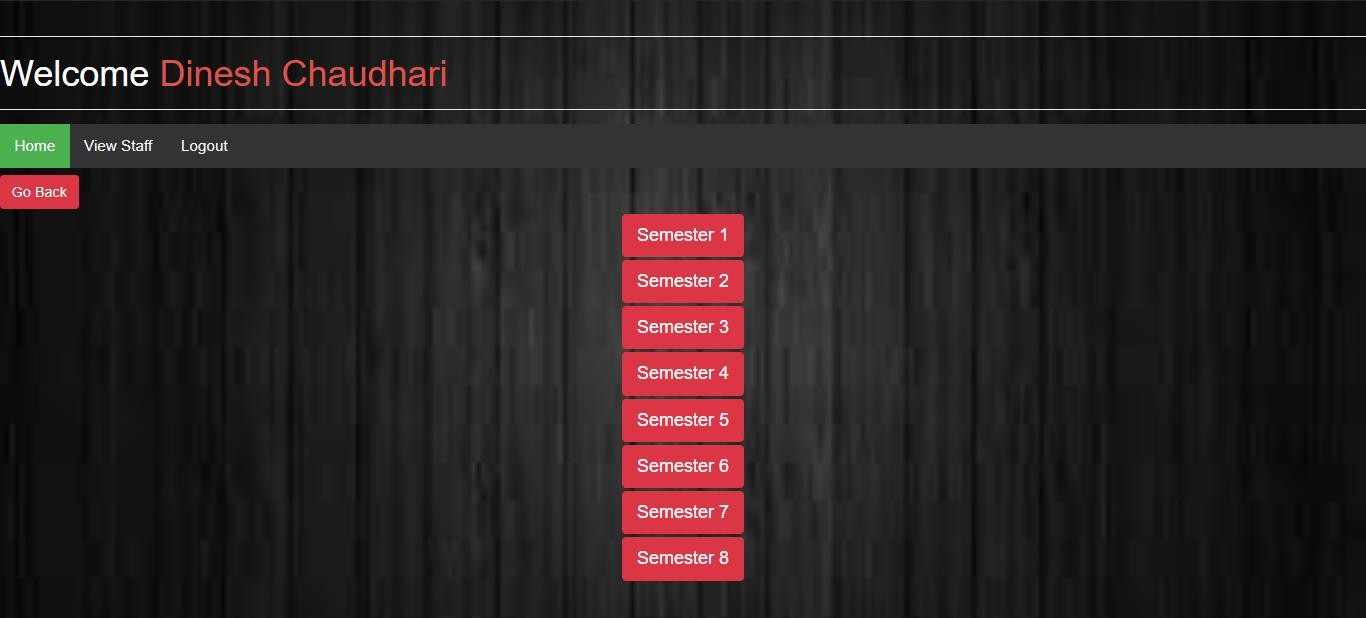 Welcome Dinesh Chaudhari
Home View Staff Logout
Go Back
Semester 1
Semester 2
Semester 3
Semester 4
Semester 5
Semester 6
Semester 7
Semester 8